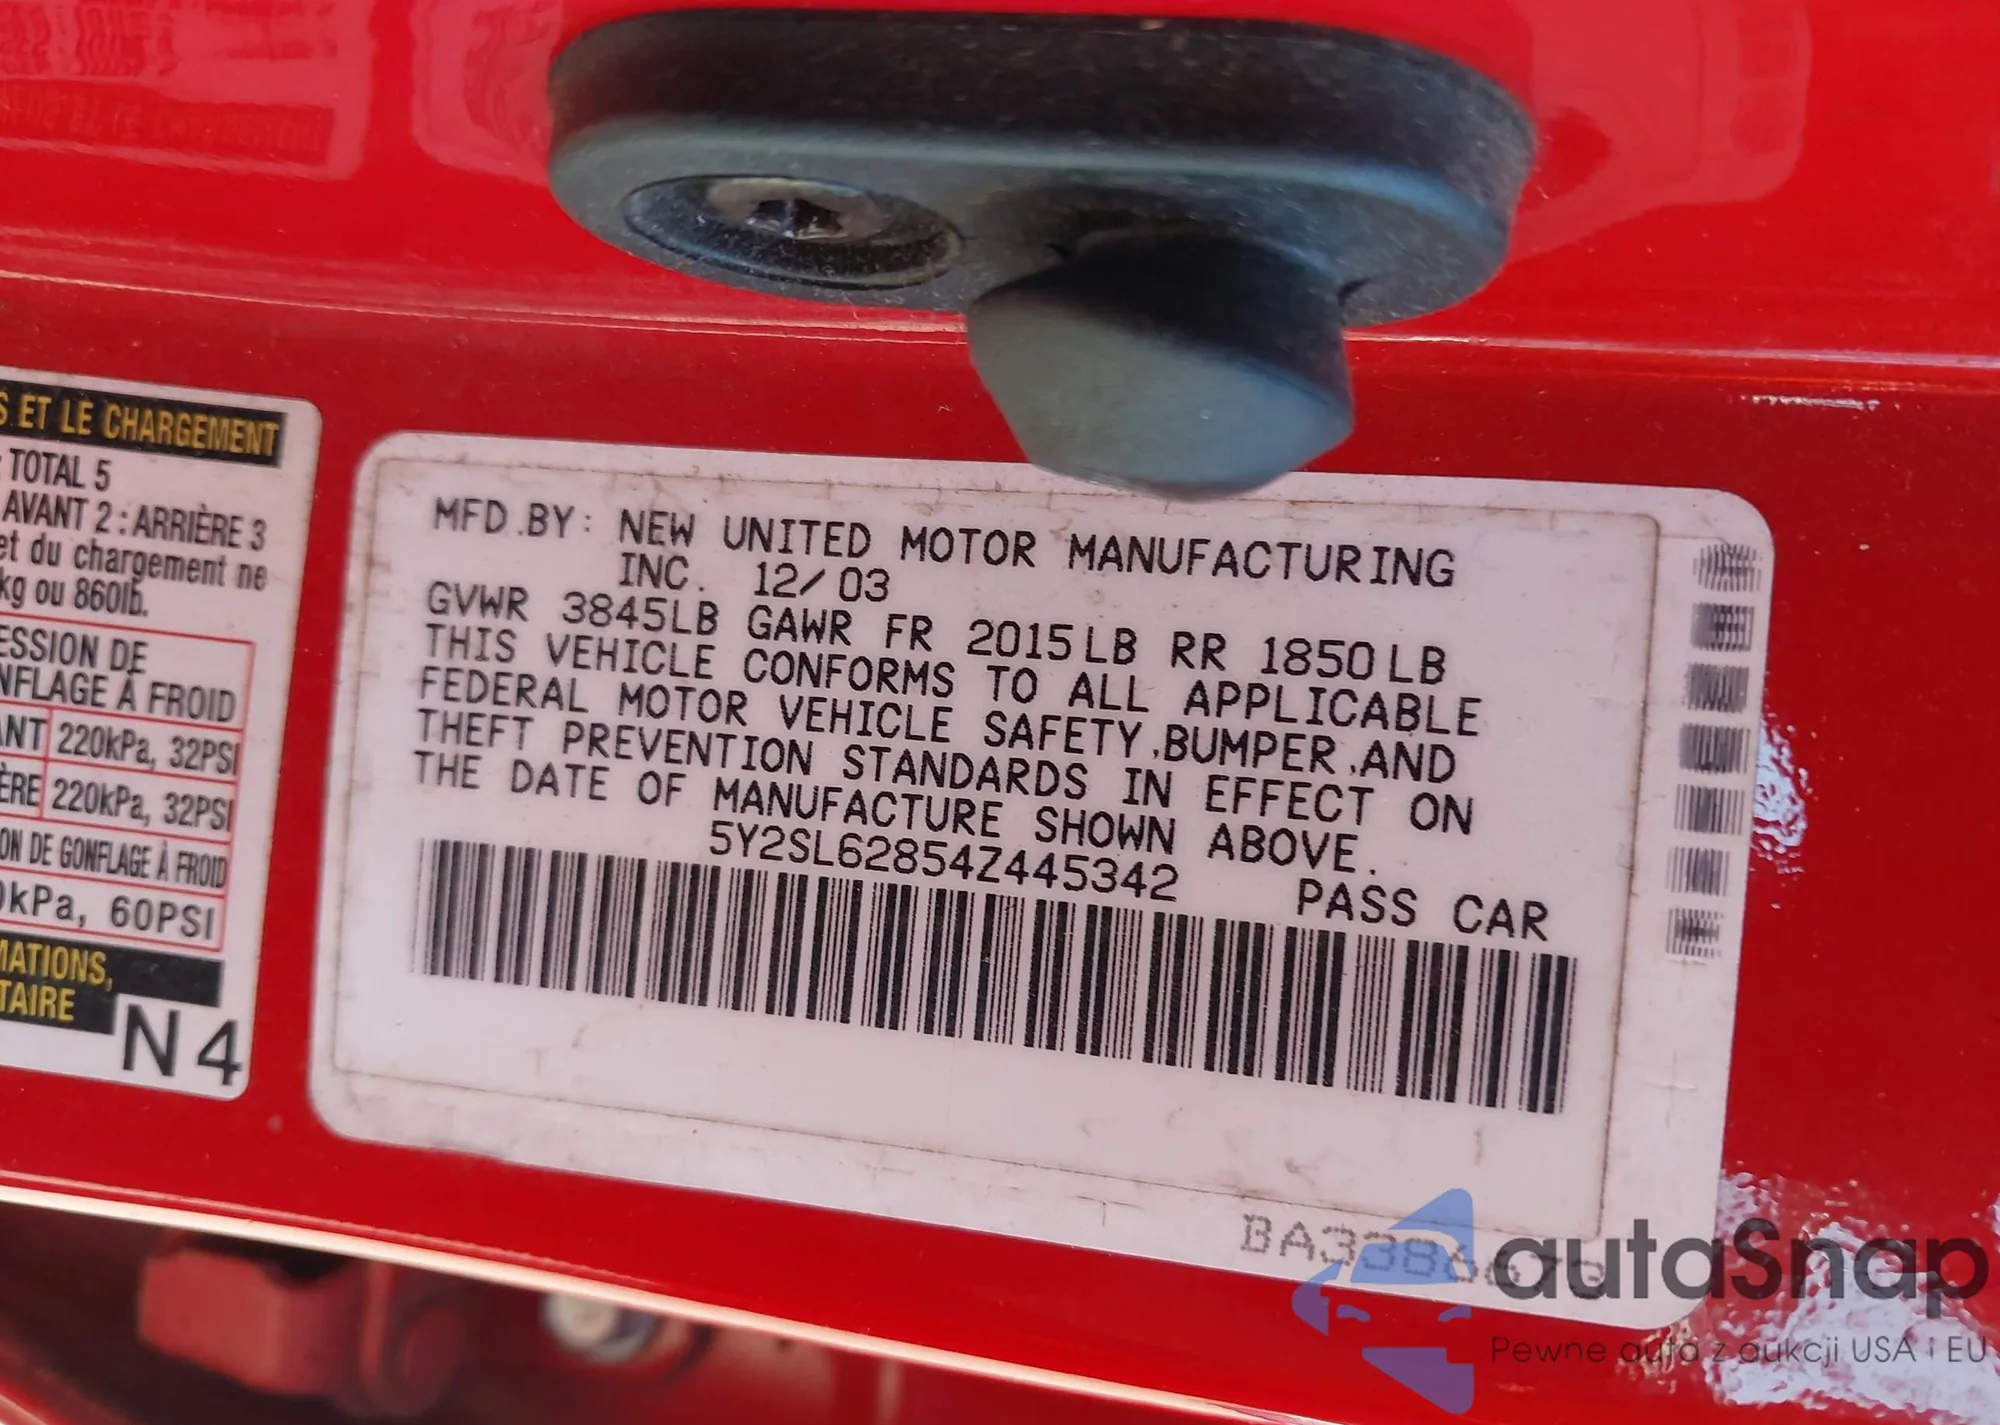 S ET LE CHARGEMENT
TOTAL 5
AVANT 2 : ARRIÈRE 3
et du chargement ne
kg ou 860lb.
ESSION DE
NFLAGE À FROID
ANT 220kPa, 32PSI
ÈRE 220kPa, 32PSI
ON DE GONFLAGE À FROID
0kPa, 60PSI
MATIONS,
TAIRE
N4
MFD.BY: NEW UNITED MOTOR MANUFACTURING
INC. 12/03
GVWR 3845LB GAWR FR 2015LB RR 1850LB
THIS VEHICLE CONFORMS TO ALL APPLICABLE
FEDERAL MOTOR VEHICLE SAFETY,BUMPER,AND
THEFT PREVENTION STANDARDS IN EFFECT ON
THE DATE OF MANUFACTURE SHOWN ABOVE.
5Y2SL62854Z445342 PASS CAR
autaSnap
Pewne auta z aukcji USA i EU